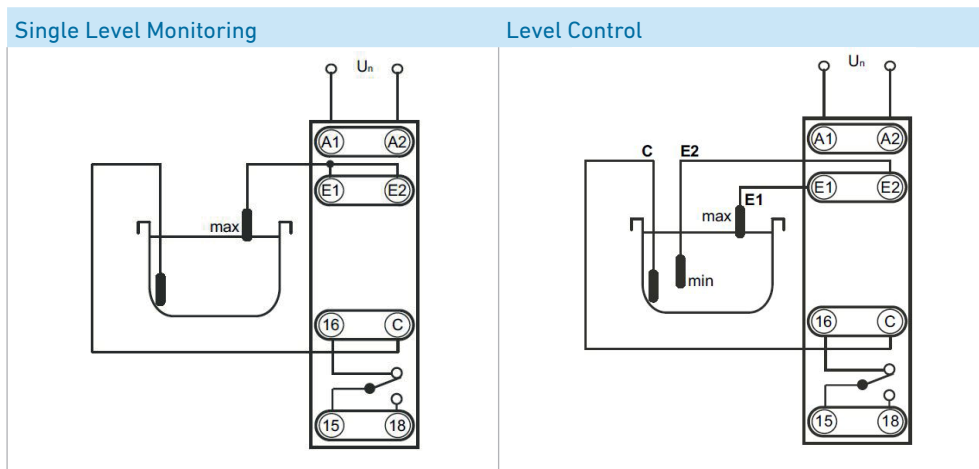 Single Level Monitoring
Level Control
Uₙ
A1 A2
E1 E2
max
16 C
15 18
Uₙ
A1 A2
C E2
E1 E2
E1
max
min
16 C
15 18